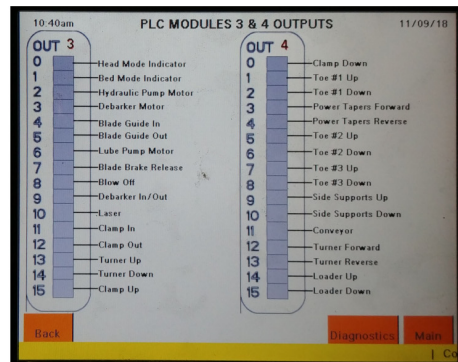 10:40am PLC MODULES 3 & 4 OUTPUTS 11/09/18
OUT 3
0 Head Mode Indicator
1 Bed Mode Indicator
2 Hydraulic Pump Motor
3 Debarker Motor
4 Blade Guide In
5 Blade Guide Out
6 Lube Pump Motor
7 Blade Brake Release
8 Blow Off
9 Debarker In/Out
10 Laser
11 Clamp In
12 Clamp Out
13 Turner Up
14 Turner Down
15 Clamp Up
OUT 4
0 Clamp Down
1 Toe #1 Up
2 Toe #1 Down
3 Power Tapers Forward
4 Power Tapers Reverse
5 Toe #2 Up
6 Toe #2 Down
7 Toe #3 Up
8 Toe #3 Down
9 Side Supports Up
10 Side Supports Down
11 Conveyor
12 Turner Forward
13 Turner Reverse
14 Loader Up
15 Loader Down
Back Diagnostics Main
| Co